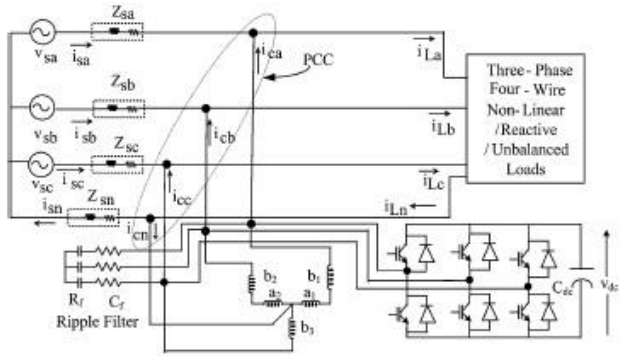 Z_sa
v_sa
i_sa
i_ca
PCC
i_La
Z_sb
v_sb
i_sb
i_cb
i_Lb
Three-Phase
Four - Wire
Non-Linear
/Reactive
/ Unbalanced
Loads
Z_sc
v_sc
i_sc
i_cc
i_Lc
Z_sn
i_sn
i_cn
i_Ln
R_f
C_f
Ripple Filter
b_2
b_1
a_2
a_1
b_3
C_dc
v_dc